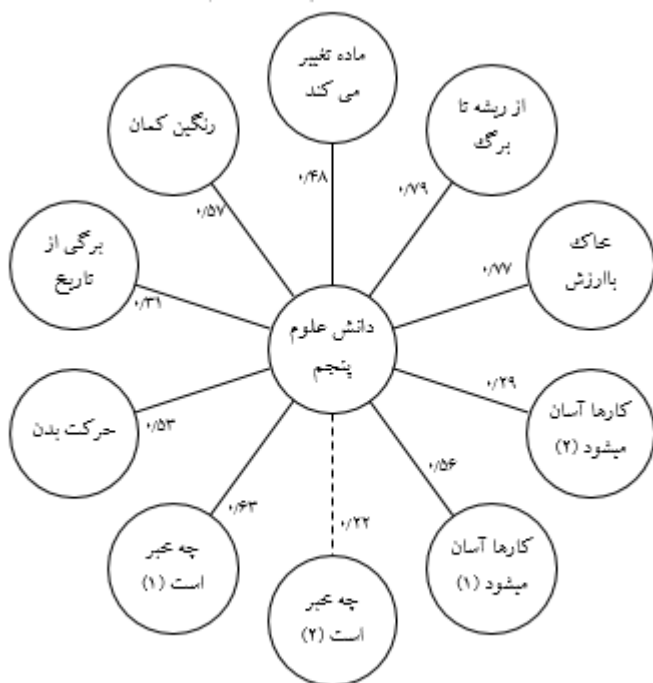 ماده تغییر
می کند
از ریشه تا
برگ
خاک
باارزش
کارها آسان
میشود (۲)
کارها آسان
میشود (۱)
چه خبر
است (۲)
چه خبر
است (۱)
حرکت بدن
برگی از
تاریخ
رنگین کمان
دانش علوم
پنجم
۰/۴۸
۰/۷۹
۰/۷۷
۰/۲۹
۰/۵۶
۰/۲۲
۰/۶۳
۰/۵۳
۰/۳۱
۰/۵۷